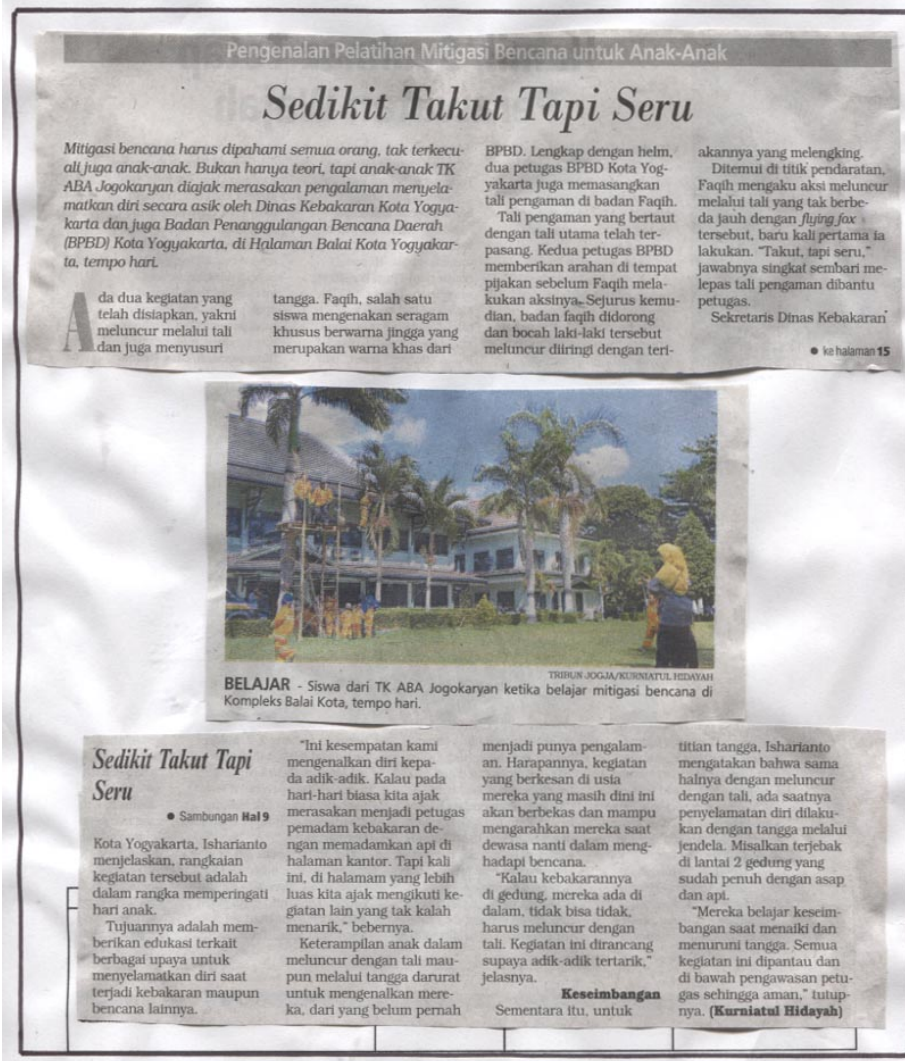 Pengenalan Pelatihan Mitigasi Bencana untuk Anak-Anak
Sedikit Takut Tapi Seru
Mitigasi bencana harus dipahami semua orang, tak terkecu-
ali juga anak-anak. Bukan hanya teori, tapi anak-anak TK
ABA Jogokaryan diajak merasakan pengalaman menyela-
matkan diri secara asik oleh Dinas Kebakaran Kota Yogya-
karta dan juga Badan Penanggulangan Bencana Daerah
(BPBD) Kota Yogyakarta, di Halaman Balai Kota Yogyakar-
ta, tempo hari.
Ada dua kegiatan yang
telah disiapkan, yakni
meluncur melalui tali
dan juga menyusuri
tangga. Faqih, salah satu
siswa mengenakan seragam
khusus berwarna jingga yang
merupakan warna khas dari
BPBD. Lengkap dengan helm,
dua petugas BPBD Kota Yog-
yakarta juga memasangkan
tali pengaman di badan Faqih.
Tali pengaman yang bertaut
dengan tali utama telah ter-
pasang. Kedua petugas BPBD
memberikan arahan di tempat
pijakan sebelum Faqih mela-
kukan aksinya. Sejurus kemu-
dian, badan faqih didorong
dan bocah laki-laki tersebut
meluncur diiringi dengan teri-
akannya yang melengking.
Ditemui di titik pendaratan,
Faqih mengaku aksi meluncur
melalui tali yang tak berbe-
da jauh dengan flying fox
tersebut, baru kali pertama ia
lakukan. "Takut, tapi seru,"
jawabnya singkat sembari me-
lepas tali pengaman dibantu
petugas.
Sekretaris Dinas Kebakaran
● ke halaman 15
TRIBUN JOGJA/KURNIATUL HIDAYAH
BELAJAR - Siswa dari TK ABA Jogokaryan ketika belajar mitigasi bencana di
Kompleks Balai Kota, tempo hari.
Sedikit Takut Tapi
Seru
● Sambungan Hal 9
Kota Yogyakarta, Isharianto
menjelaskan, rangkaian
kegiatan tersebut adalah
dalam rangka memperingati
hari anak.
Tujuannya adalah mem-
berikan edukasi terkait
berbagai upaya untuk
menyelamatkan diri saat
terjadi kebakaran maupun
bencana lainnya.
"Ini kesempatan kami
mengenalkan diri kepa-
da adik-adik. Kalau pada
hari-hari biasa kita ajak
merasakan menjadi petugas
pemadam kebakaran de-
ngan memadamkan api di
halaman kantor. Tapi kali
ini, di halamam yang lebih
luas kita ajak mengikuti ke-
giatan lain yang tak kalah
menarik," bebernya.
Keterampilan anak dalam
meluncur dengan tali mau-
pun melalui tangga darurat
untuk mengenalkan mere-
ka, dari yang belum pernah
menjadi punya pengalam-
an. Harapannya, kegiatan
yang berkesan di usia
mereka yang masih dini ini
akan berbekas dan mampu
mengarahkan mereka saat
dewasa nanti dalam meng-
hadapi bencana.
"Kalau kebakarannya
di gedung, mereka ada di
dalam, tidak bisa tidak,
harus meluncur dengan
tali. Kegiatan ini dirancang
supaya adik-adik tertarik,"
jelasnya.
Keseimbangan
Sementara itu, untuk
titian tangga, Isharianto
mengatakan bahwa sama
halnya dengan meluncur
dengan tali, ada saatnya
penyelamatan diri dilaku-
kan dengan tangga melalui
jendela. Misalkan terjebak
di lantai 2 gedung yang
sudah penuh dengan asap
dan api.
"Mereka belajar keseim-
bangan saat menaiki dan
menuruni tangga. Semua
kegiatan ini dipantau dan
di bawah pengawasan petu-
gas sehingga aman," tutup-
nya. (Kurniatul Hidayah)